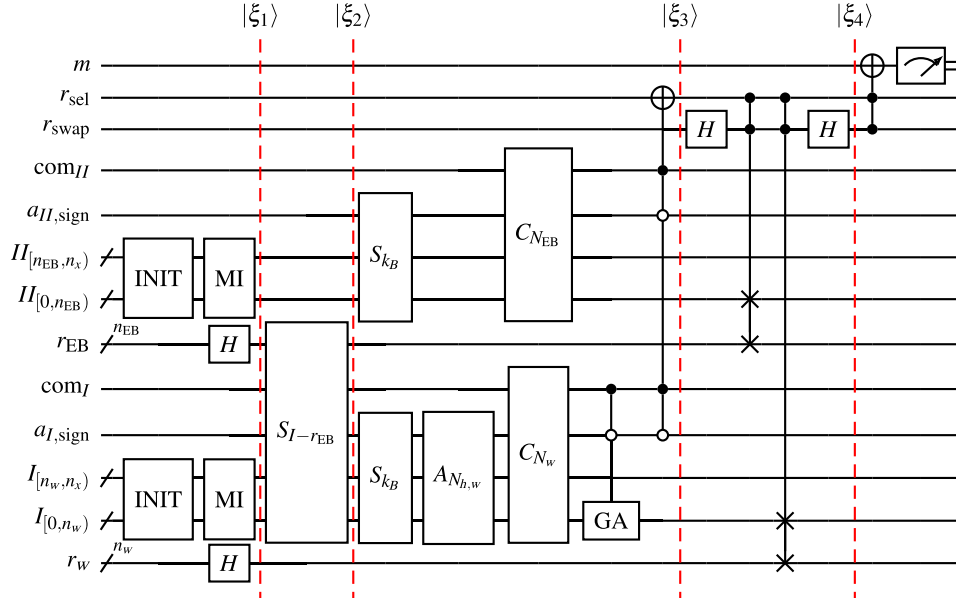 |ξ₁⟩ |ξ₂⟩ |ξ₃⟩ |ξ₄⟩
m
r_sel
r_swap H H
com_II
a_II,sign
S_k_B C_N_EB
II_[n_EB,n_x) INIT MI
II_[0,n_EB)
r_EB n_EB H
com_I
a_I,sign S_I−r_EB C_N_w
I_[n_w,n_x) INIT MI S_k_B A_N_h,w
I_[0,n_w) GA
r_w n_w H